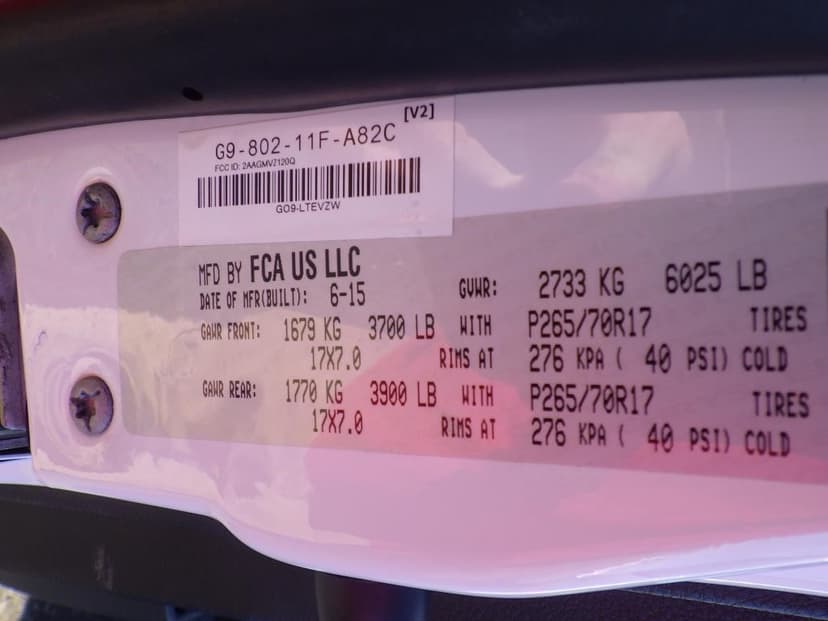 [V2]
G9-802-11F-A82C
FCC ID: 2AAGMVZ120Q
GO9-LTEVZW
MFD BY FCA US LLC
DATE OF MFR(BUILT): 6-15 GVWR: 2733 KG 6025 LB
GAWR FRONT: 1679 KG 3700 LB WITH P265/70R17 TIRES
17X7.0 RIMS AT 276 KPA ( 40 PSI) COLD
GAWR REAR: 1770 KG 3900 LB WITH P265/70R17 TIRES
17X7.0 RIMS AT 276 KPA ( 40 PSI) COLD